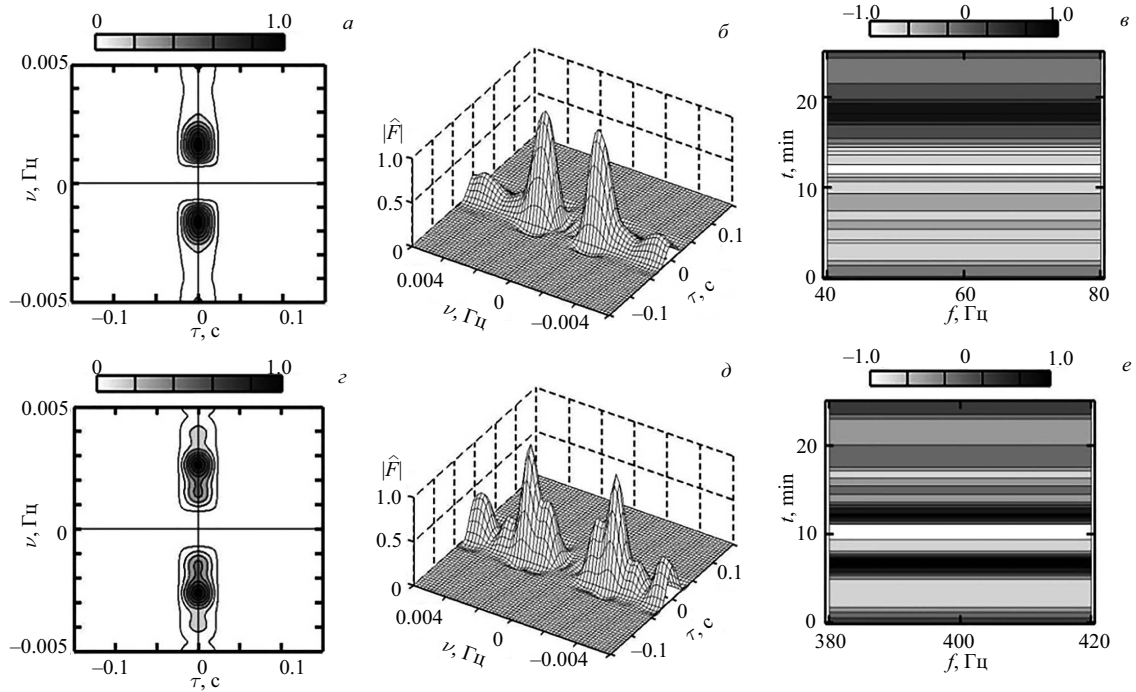 0 1.0 а
0.005
ν, Гц
0
−0.005
−0.1 0 0.1
τ, с
б
|F̂|
1.0
0.5
0
0.004
0
−0.004
ν, Гц
−0.1
0
0.1
τ, с
−1.0 0 1.0 в
t, min
20
10
0
40 60 80
f, Гц
0 1.0 г
0.005
ν, Гц
0
−0.005
−0.1 0 0.1
τ, с
д
|F̂|
1.0
0.5
0
0.004
0
−0.004
ν, Гц
−0.1
0
0.1
τ, с
−1.0 0 1.0 е
t, min
20
10
0
380 400 420
f, Гц